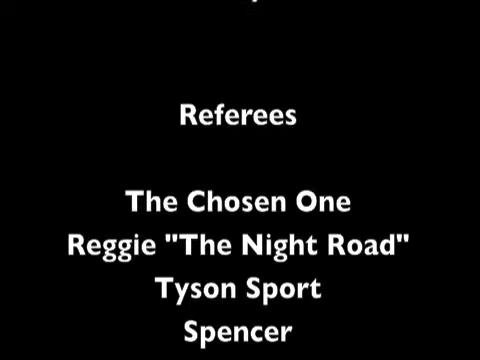 Referees
The Chosen One
Reggie "The Night Road"
Tyson Sport
Spencer